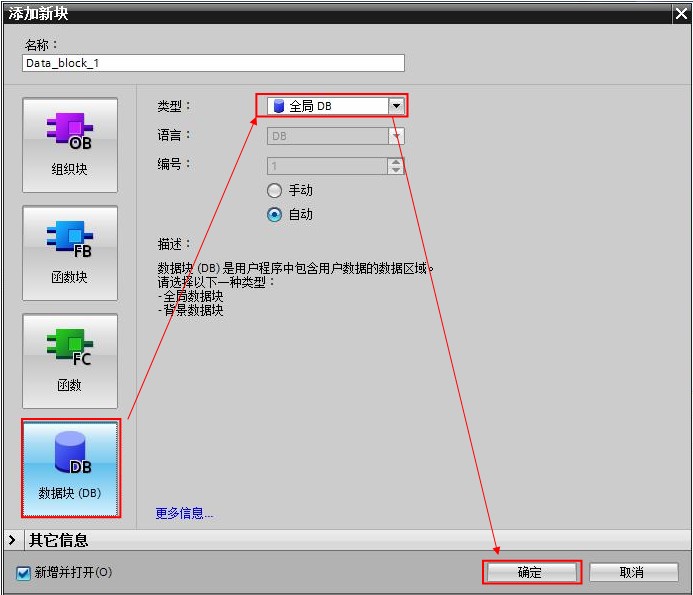 添加新块
名称：
Data_block_1
OB
组织块
FB
函数块
FC
函数
DB
数据块 (DB)
类型：
全局 DB
语言：
DB
编号：
1
手动
自动
描述：
数据块 (DB) 是用户程序中包含用户数据的数据区域。
请选择以下一种类型：
- 全局数据块
- 背景数据块
更多信息...
其它信息
新增并打开(O)
确定
取消